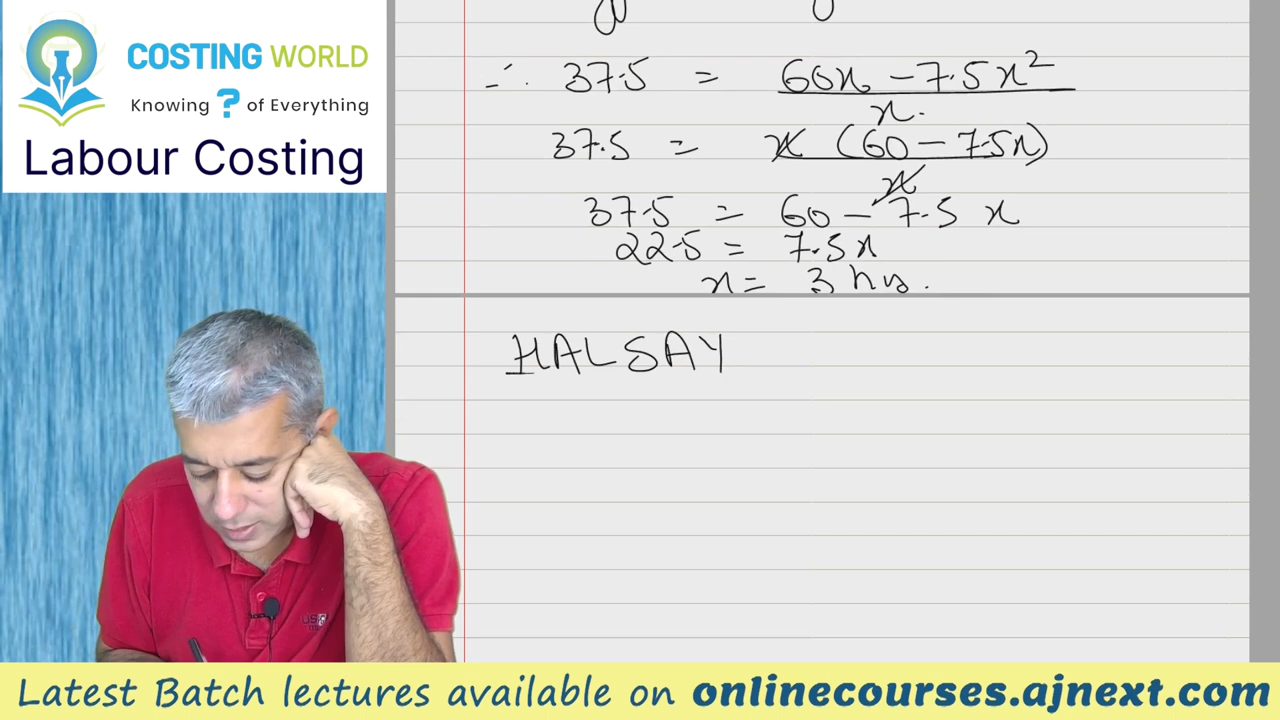 COSTING WORLD
Knowing ? of Everything
Labour Costing
∴ 37.5 = 60x - 7.5x²
x.
37.5 = x (60 - 7.5x)
x
37.5 = 60 - 7.5 x
22.5 = 7.5x
x = 3 hrs.
HALSAY
Latest Batch lectures available on onlinecourses.ajnext.com